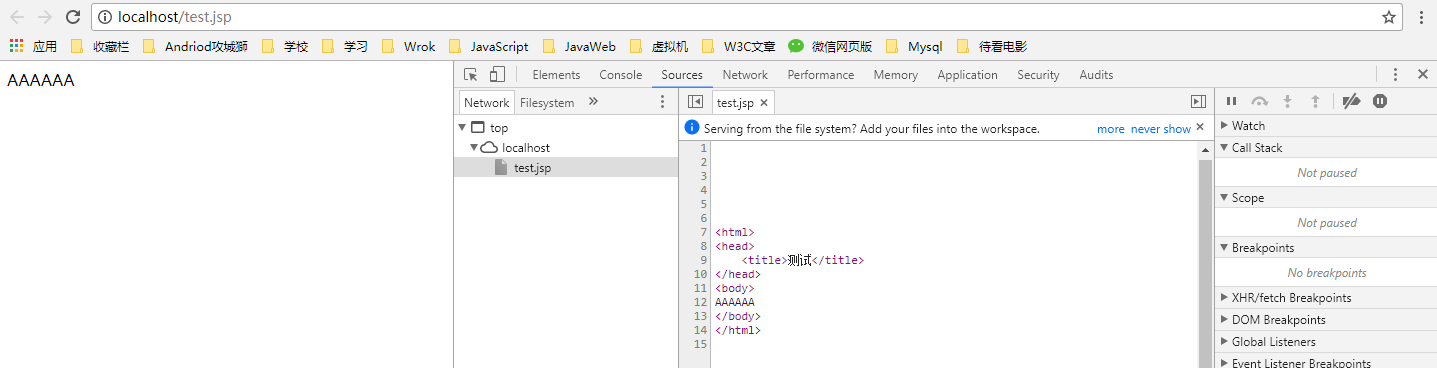 localhost/test.jsp
应用 收藏栏 Andriod攻城狮 学校 学习 Wrok JavaScript JavaWeb 虚拟机 W3C文章 微信网页版 Mysql 待看电影
AAAAAA
Elements Console Sources Network Performance Memory Application Security Audits
Network Filesystem »
test.jsp ×
top
localhost
test.jsp
Serving from the file system? Add your files into the workspace. more never show ×
1
2
3
4
5
6
7 <html>
8 <head>
9 <title>测试</title>
10 </head>
11 <body>
12 AAAAAA
13 </body>
14 </html>
15
Watch
Call Stack
Not paused
Scope
Not paused
Breakpoints
No breakpoints
XHR/fetch Breakpoints
DOM Breakpoints
Global Listeners
Event Listener Breakpoints